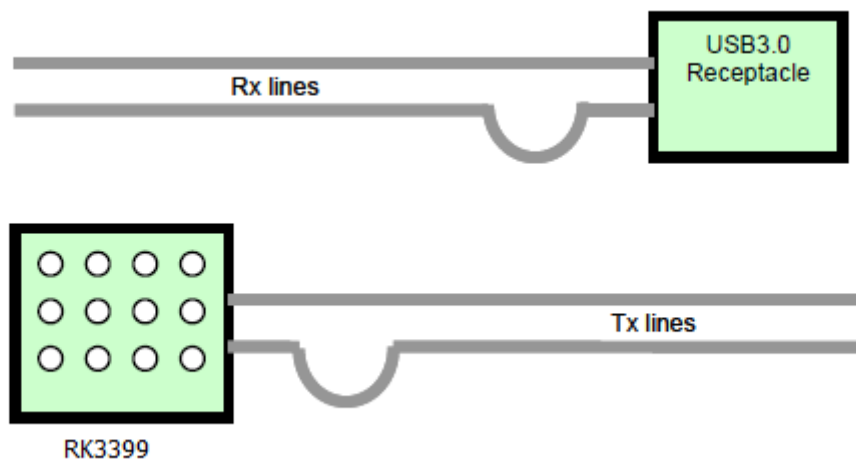 USB3.0
Receptacle
Rx lines
Tx lines
RK3399